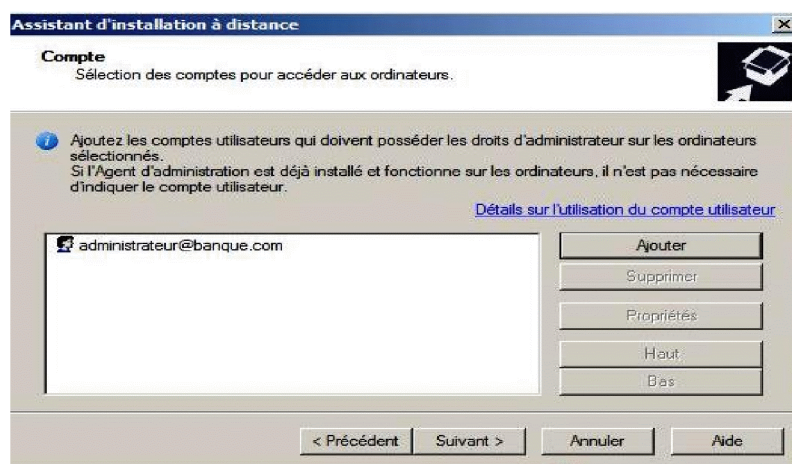 Assistant d'installation à distance
Compte
Sélection des comptes pour accéder aux ordinateurs.
Ajoutez les comptes utilisateurs qui doivent posséder les droits d'administrateur sur les ordinateurs
sélectionnés.
Si l'Agent d'administration est déjà installé et fonctionne sur les ordinateurs, il n'est pas nécessaire
d'indiquer le compte utilisateur.
Détails sur l'utilisation du compte utilisateur
administrateur@banque.com
Ajouter
Supprimer
Propriétés
Haut
Bas
< Précédent
Suivant >
Annuler
Aide